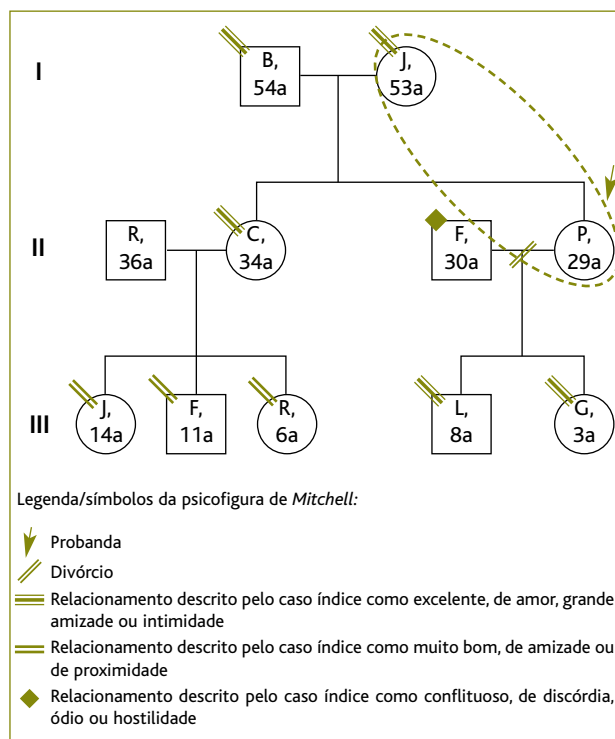 I
B,
54a
J,
53a
II
R,
36a
C,
34a
F,
30a
P,
29a
III
J,
14a
F,
11a
R,
6a
L,
8a
G,
3a
Legenda/símbolos da psicofigura de Mitchell:
Probanda
Divórcio
Relacionamento descrito pelo caso índice como excelente, de amor, grande
amizade ou intimidade
Relacionamento descrito pelo caso índice como muito bom, de amizade ou
de proximidade
Relacionamento descrito pelo caso índice como conflituoso, de discórdia,
ódio ou hostilidade